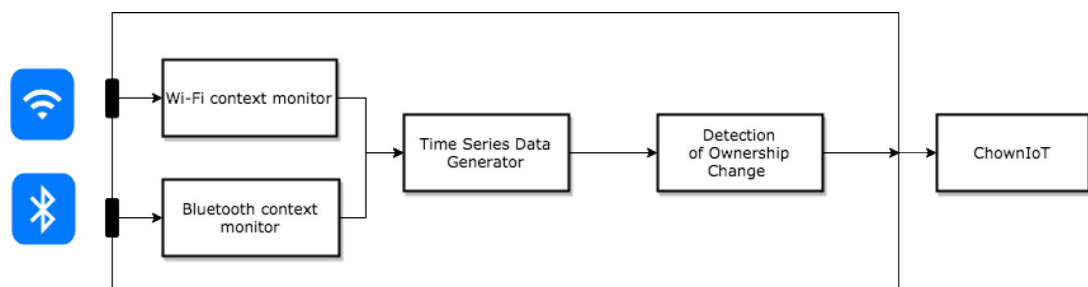 Wi-Fi context monitor
Bluetooth context
monitor
Time Series Data
Generator
Detection
of Ownership
Change
ChownIoT